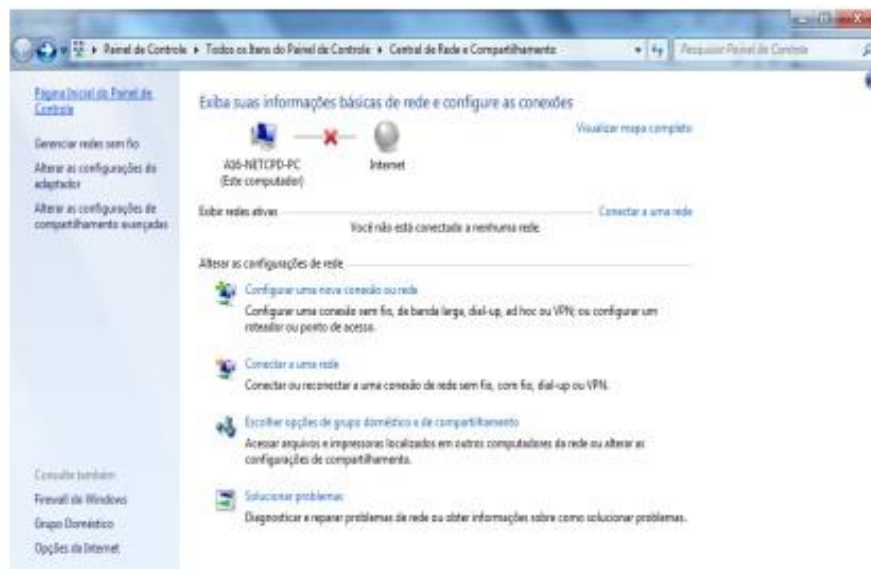 Painel de Controle ▸ Todos os Itens do Painel de Controle ▸ Central de Rede e Compartilhamento
Pesquisar Painel de Controle
Página Inicial do Painel de
Controle
Gerenciar redes sem fio
Alterar as configurações do
adaptador
Alterar as configurações de
compartilhamento avançadas
Exiba suas informações básicas de rede e configure as conexões
Visualizar mapa completo
A16-NETCPD-PC
(Este computador)
Internet
Exibir redes ativas
Conectar a uma rede
Você não está conectado a nenhuma rede.
Alterar as configurações de rede
Configurar uma nova conexão ou rede
Configurar uma conexão sem fio, de banda larga, dial-up, ad hoc ou VPN; ou configurar um
roteador ou ponto de acesso.
Conectar a uma rede
Conectar ou reconectar a uma conexão de rede sem fio, com fio, dial-up ou VPN.
Escolher opções de grupo doméstico e de compartilhamento
Acessar arquivos e impressoras localizados em outros computadores da rede ou alterar as
configurações de compartilhamento.
Solucionar problemas
Diagnosticar e reparar problemas de rede ou obter informações sobre como solucionar problemas.
Consulte também
Firewall do Windows
Grupo Doméstico
Opções da Internet